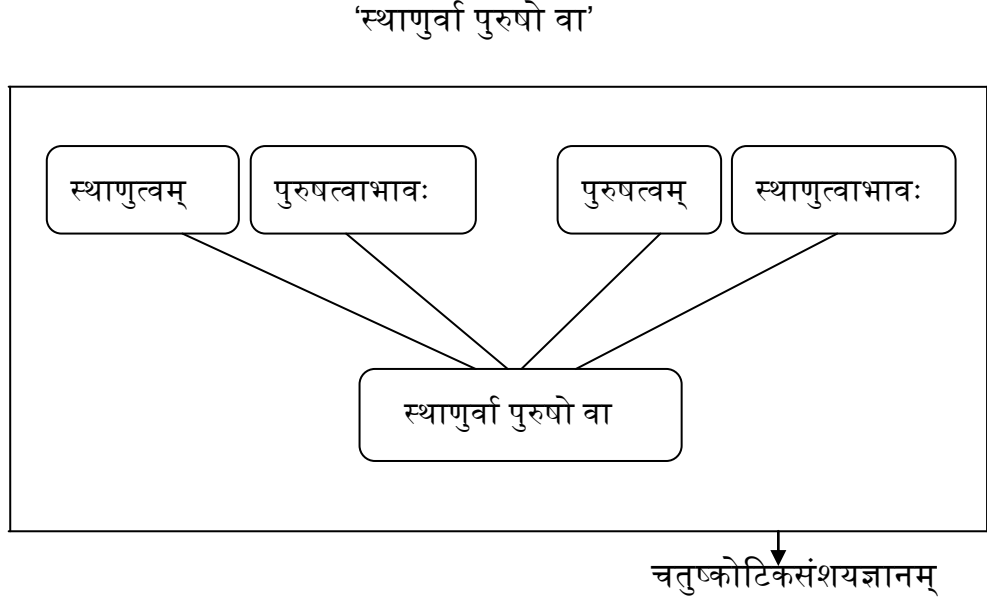 ‘स्थाणुर्वा पुरुषो वा’
स्थाणुत्वम् पुरुषत्वाभावः पुरुषत्वम् स्थाणुत्वाभावः
स्थाणुर्वा पुरुषो वा
चतुष्कोटिकसंशयज्ञानम्